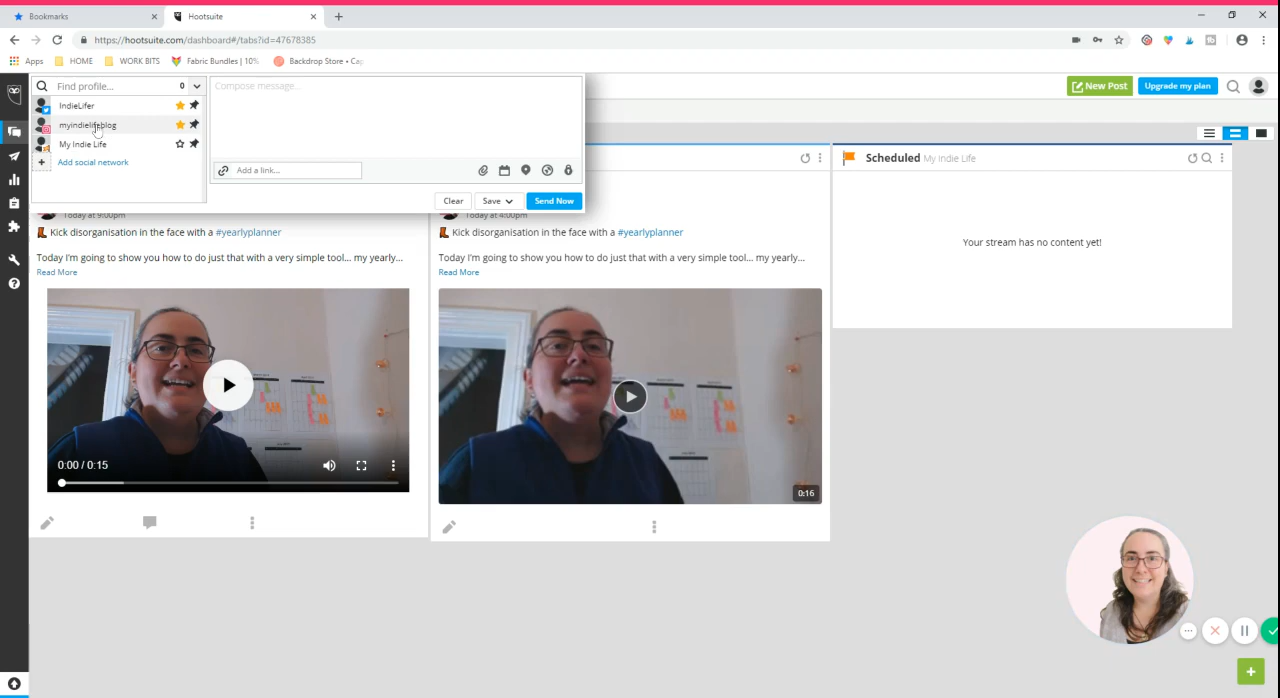 Bookmarks
Hootsuite
https://hootsuite.com/dashboard#/tabs?id=47678385
Apps
HOME
WORK BITS
Fabric Bundles | 10%
Backdrop Store • Ca
Find profile...
0
Compose message...
New Post
Upgrade my plan
IndieLifer
myindielifeblog
My Indie Life
Add social network
Add a link...
Clear
Save
Send Now
Scheduled My Indie Life
Your stream has no content yet!
Today at 9:00pm
Kick disorganisation in the face with a #yearlyplanner
Today I'm going to show you how to do just that with a very simple tool... my yearly...
Read More
0:00 / 0:15
Today at 4:00pm
Kick disorganisation in the face with a #yearlyplanner
Today I'm going to show you how to do just that with a very simple tool... my yearly...
Read More
0:16